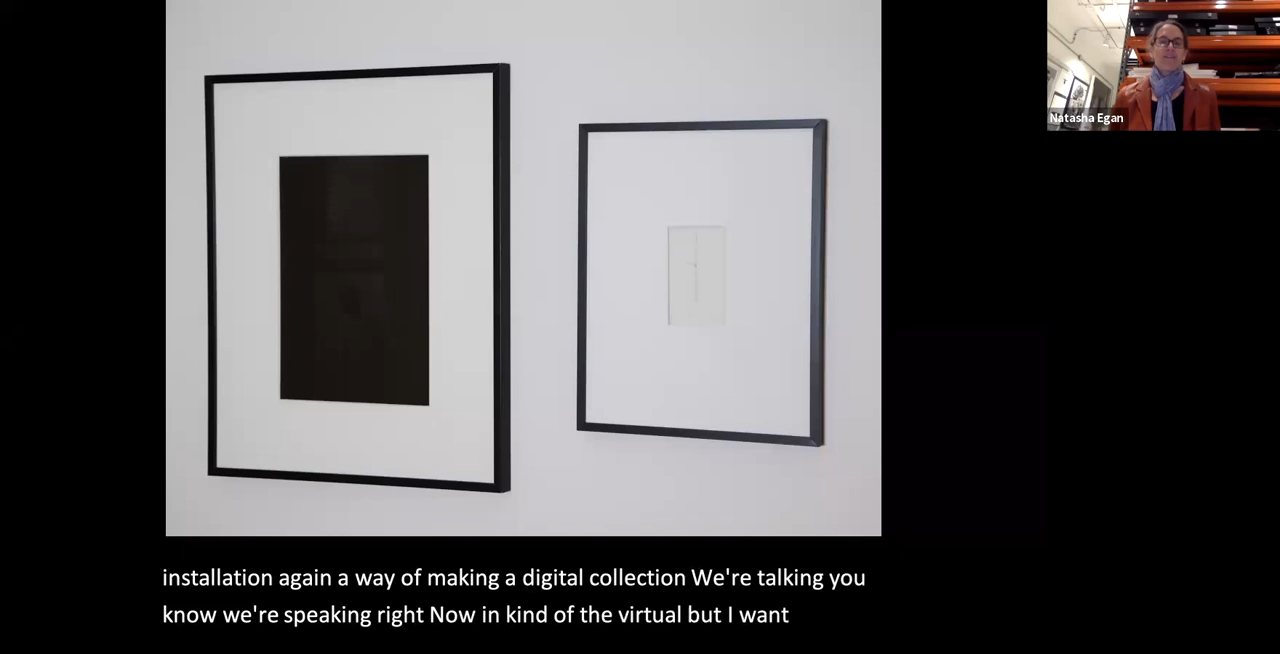 Natasha Egan
installation again a way of making a digital collection We're talking you
know we're speaking right Now in kind of the virtual but I want